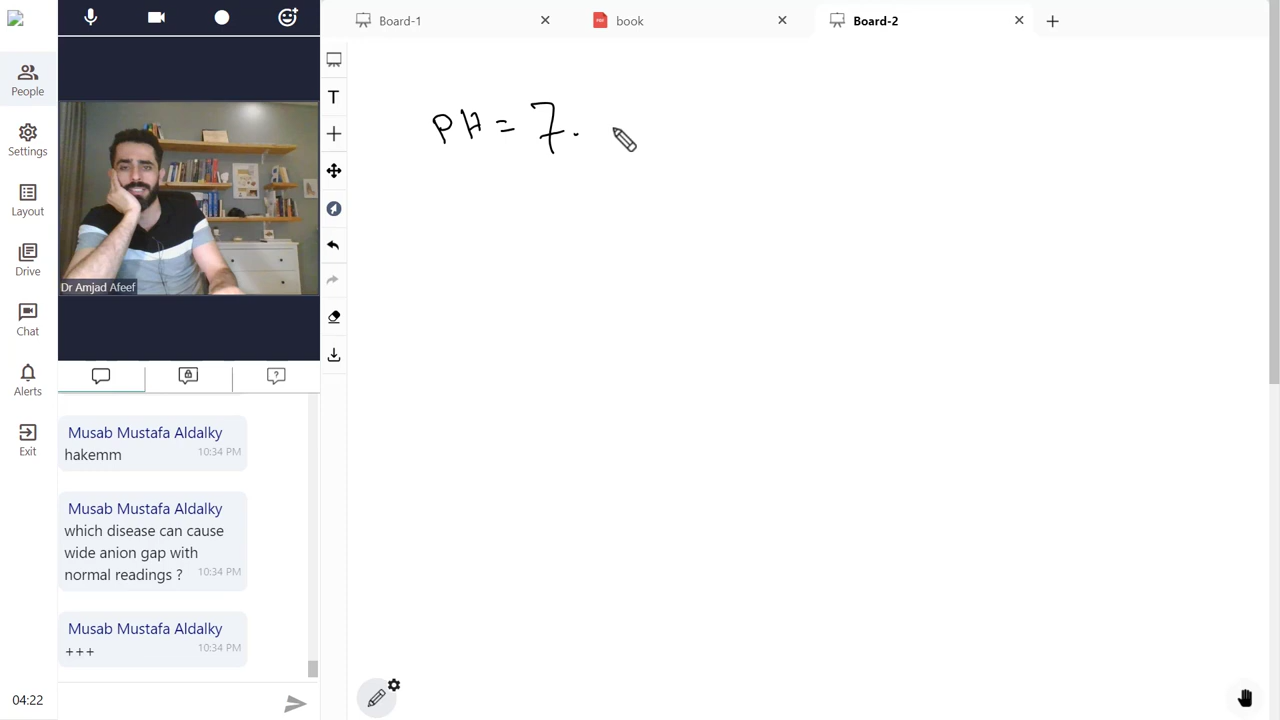 Board-1
book
Board-2
People
Settings
Layout
Drive
Chat
Alerts
Exit
04:22
T
PDF
PH = 7.
Dr Amjad Afeef
Musab Mustafa Aldalky
hakemm
10:34 PM
Musab Mustafa Aldalky
which disease can cause
wide anion gap with
normal readings ?
10:34 PM
Musab Mustafa Aldalky
+++
10:34 PM